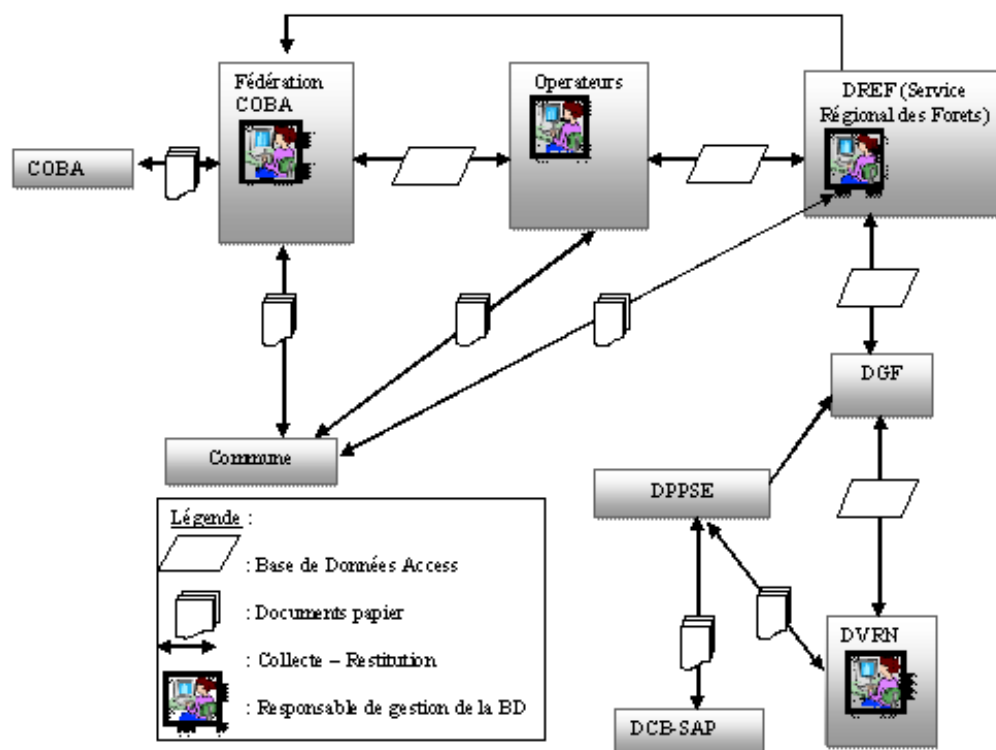 Fédération
COBA
Operateurs
DREF (Service
Régional des Forets)
COBA
DGF
Commune
DPPSE
Légende :
: Base de Données Access
: Documents papier
: Collecte – Restitution
: Responsable de gestion de la BD
DVRN
DCB-SAP